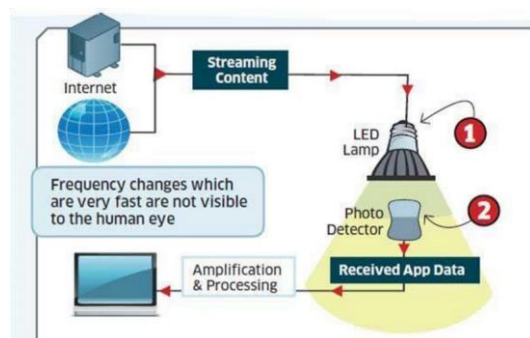 Streaming
Content
Internet
LED
Lamp
1
Frequency changes which
are very fast are not visible
to the human eye
Photo
Detector
2
Amplification
& Processing
Received App Data